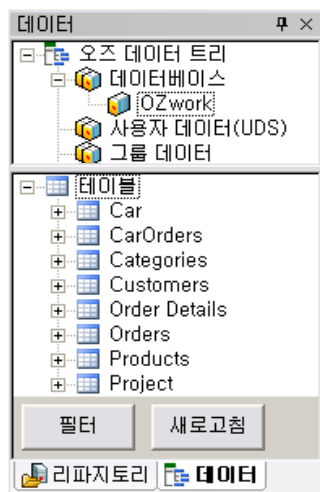 데이터
오즈 데이터 트리
데이터베이스
OZwork
사용자 데이터(UDS)
그룹 데이터
테이블
Car
CarOrders
Categories
Customers
Order Details
Orders
Products
Project
필터 새로고침
리파지토리 데이터